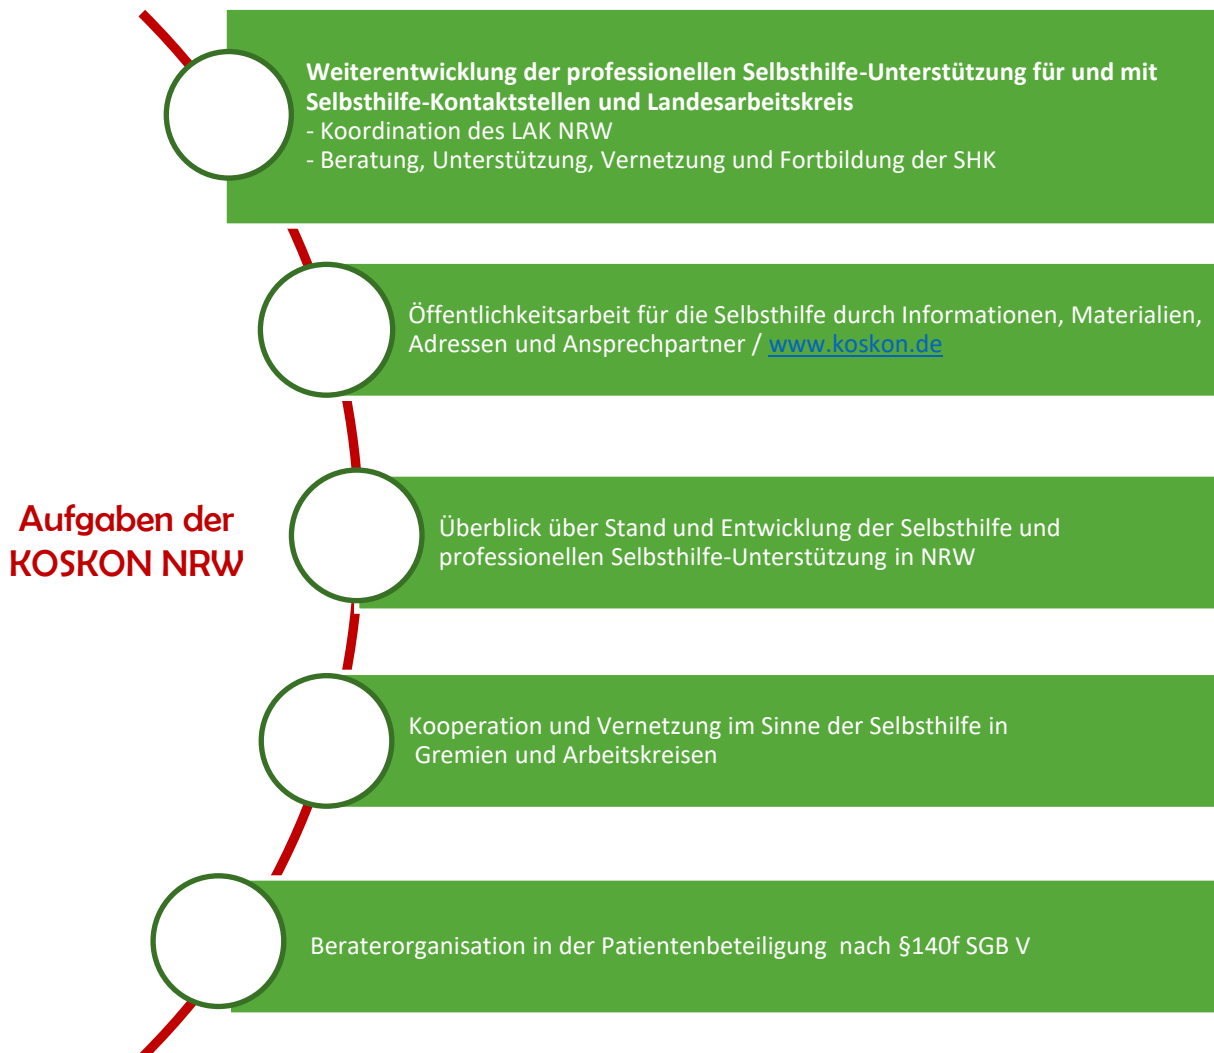 Weiterentwicklung der professionellen Selbsthilfe-Unterstützung für und mit
Selbsthilfe-Kontaktstellen und Landesarbeitskreis
- Koordination des LAK NRW
- Beratung, Unterstützung, Vernetzung und Fortbildung der SHK
Öffentlichkeitsarbeit für die Selbsthilfe durch Informationen, Materialien,
Adressen und Ansprechpartner / www.koskon.de
Aufgaben der
KOSKON NRW
Überblick über Stand und Entwicklung der Selbsthilfe und
professionellen Selbsthilfe-Unterstützung in NRW
Kooperation und Vernetzung im Sinne der Selbsthilfe in
Gremien und Arbeitskreisen
Beraterorganisation in der Patientenbeteiligung nach §140f SGB V